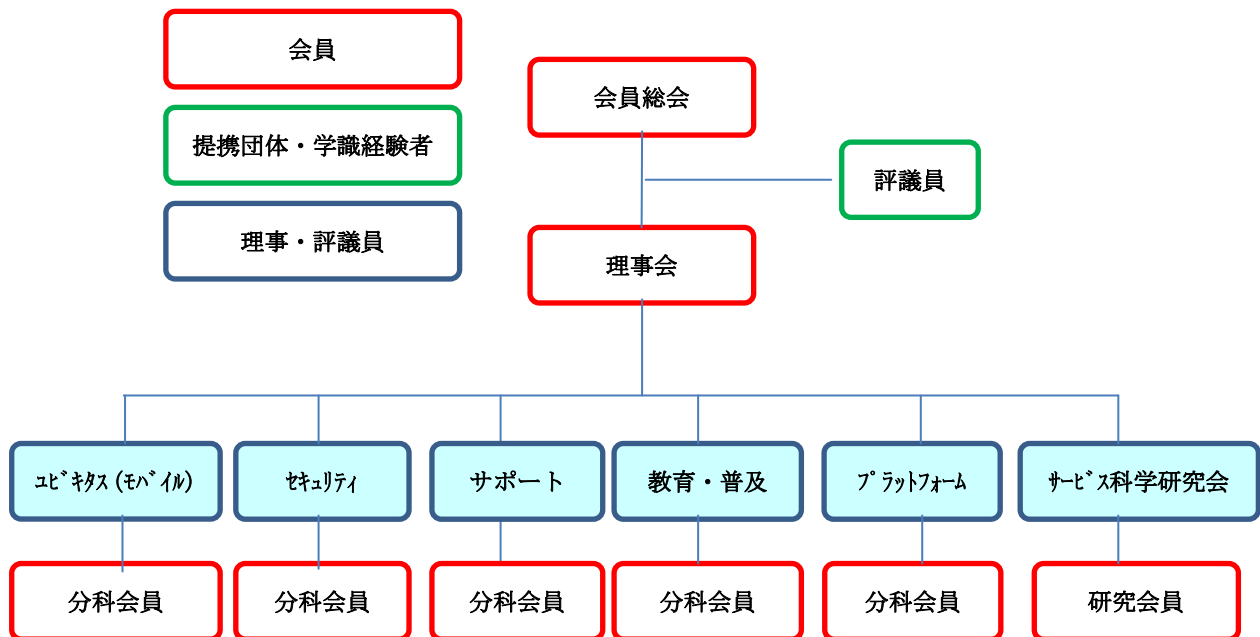 会員
会員総会
提携団体・学識経験者
評議員
理事・評議員
理事会
ﾕﾋﾞｷﾀｽ(ﾓﾊﾞｲﾙ)
ｾｷｭﾘﾃｨ
サポート
教育・普及
ﾌﾟﾗｯﾄﾌｫｰﾑ
ｻｰﾋﾞｽ科学研究会
分科会員
分科会員
分科会員
分科会員
分科会員
研究会員